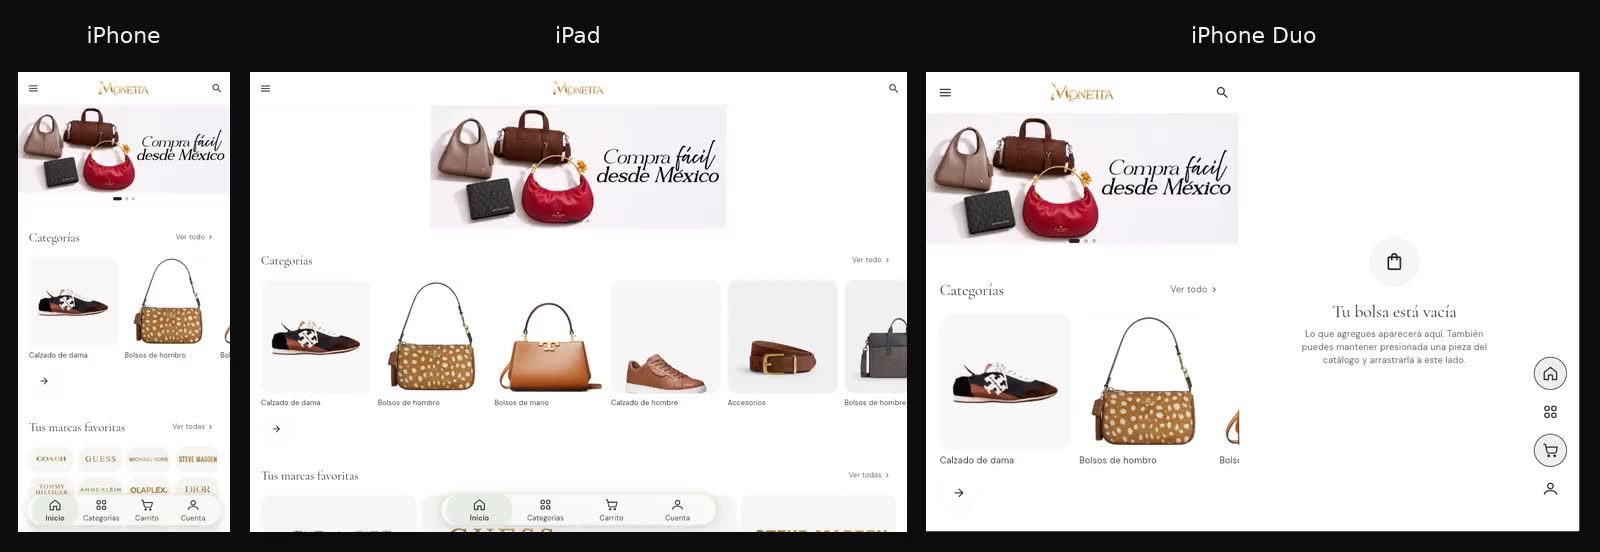 iPhone
MONETTA
Compra fácil
desde México
Categorías
Ver todo
Calzado de dama
Bolsos de hombro
Tus marcas favoritas
Ver todas
COACH
GUESS
MICHAEL KORS
STEVE MADDEN
TOMMY HILFIGER
ANNE KLEIN
OLAPLEX.
DIOR
Inicio
Categorías
Carrito
Cuenta
iPad
MONETTA
Compra fácil
desde México
Categorías
Ver todo
Calzado de dama
Bolsos de hombro
Bolsos de mano
Calzado de hombre
Accesorios
Bolsos de hombre
Tus marcas favoritas
Ver todas
GUESS
STEVE MADDEN
Inicio
Categorías
Carrito
Cuenta
iPhone Duo
MONETTA
Compra fácil
desde México
Categorías
Ver todo
Calzado de dama
Bolsos de hombro
Tu bolsa está vacía
Lo que agregues aparecerá aquí. También
puedes mantener presionada una pieza del
catálogo y arrastrarla a este lado.